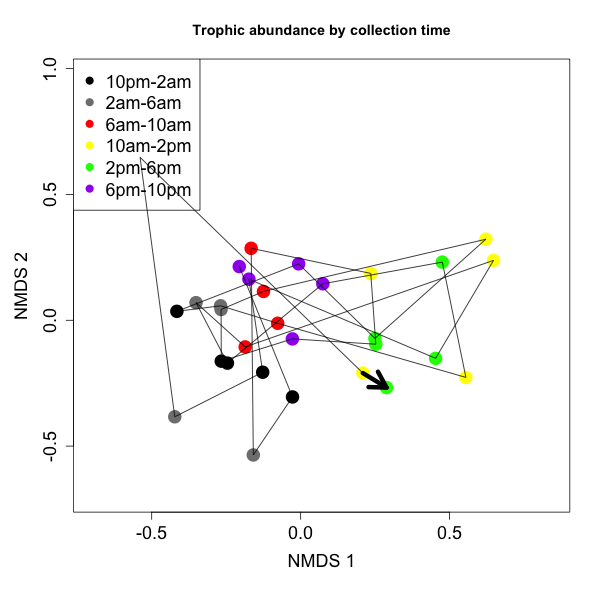 Trophic abundance by collection time
10pm-2am
2am-6am
6am-10am
10am-2pm
2pm-6pm
6pm-10pm
1.0
0.5
0.0
-0.5
NMDS 2
-0.5 0.0 0.5
NMDS 1